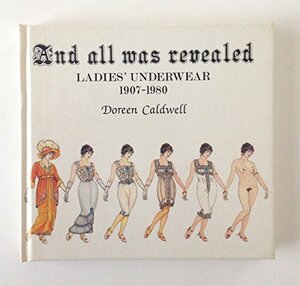 And all was revealed
LADIES' UNDERWEAR
1907-1980
Doreen Caldwell